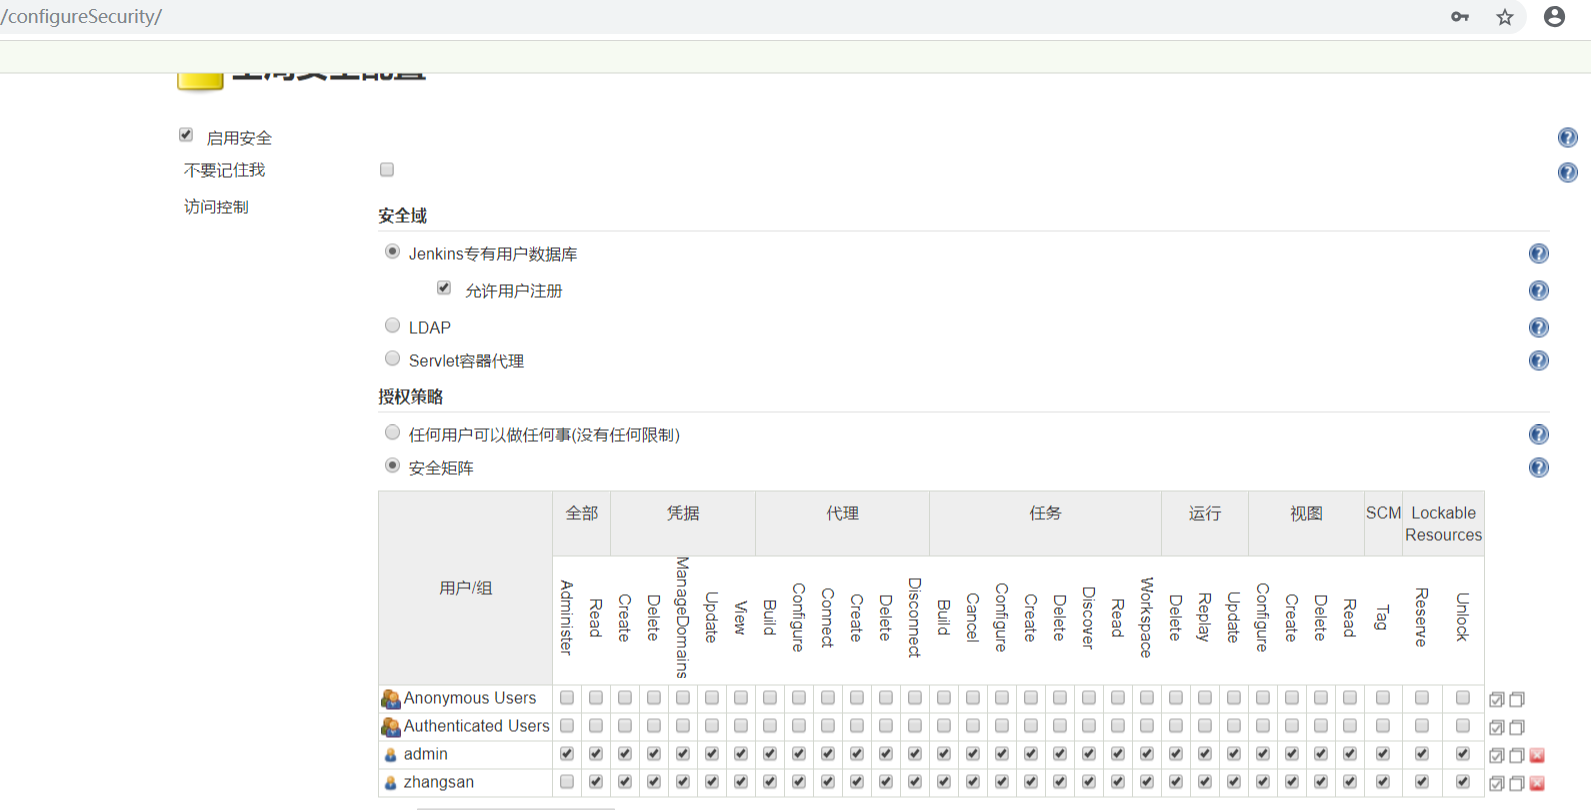 /configureSecurity/
全局安全配置
启用安全
不要记住我
访问控制
安全域
Jenkins专有用户数据库
允许用户注册
LDAP
Servlet容器代理
授权策略
任何用户可以做任何事(没有任何限制)
安全矩阵
用户/组
全部 凭据 代理 任务 运行 视图 SCM Lockable Resources
Administer Read Create Delete ManageDomains Update View Build Configure Connect Create Delete Disconnect Build Cancel Configure Create Delete Discover Read Workspace Delete Replay Update Configure Create Delete Read Tag Reserve Unlock
Anonymous Users
Authenticated Users
admin
zhangsan